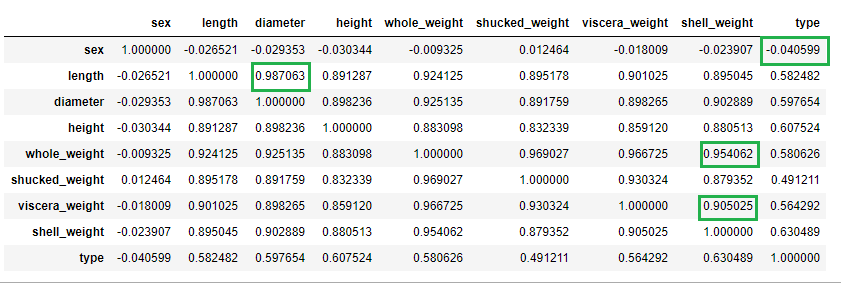 sex length diameter height whole_weight shucked_weight viscera_weight shell_weight type
sex 1.000000 -0.026521 -0.029353 -0.030344 -0.009325 0.012464 -0.018009 -0.023907 -0.040599
length -0.026521 1.000000 0.987063 0.891287 0.924125 0.895178 0.901025 0.895045 0.582482
diameter -0.029353 0.987063 1.000000 0.898236 0.925135 0.891759 0.898265 0.902889 0.597654
height -0.030344 0.891287 0.898236 1.000000 0.883098 0.832339 0.859120 0.880513 0.607524
whole_weight -0.009325 0.924125 0.925135 0.883098 1.000000 0.969027 0.966725 0.954062 0.580626
shucked_weight 0.012464 0.895178 0.891759 0.832339 0.969027 1.000000 0.930324 0.879352 0.491211
viscera_weight -0.018009 0.901025 0.898265 0.859120 0.966725 0.930324 1.000000 0.905025 0.564292
shell_weight -0.023907 0.895045 0.902889 0.880513 0.954062 0.879352 0.905025 1.000000 0.630489
type -0.040599 0.582482 0.597654 0.607524 0.580626 0.491211 0.564292 0.630489 1.000000